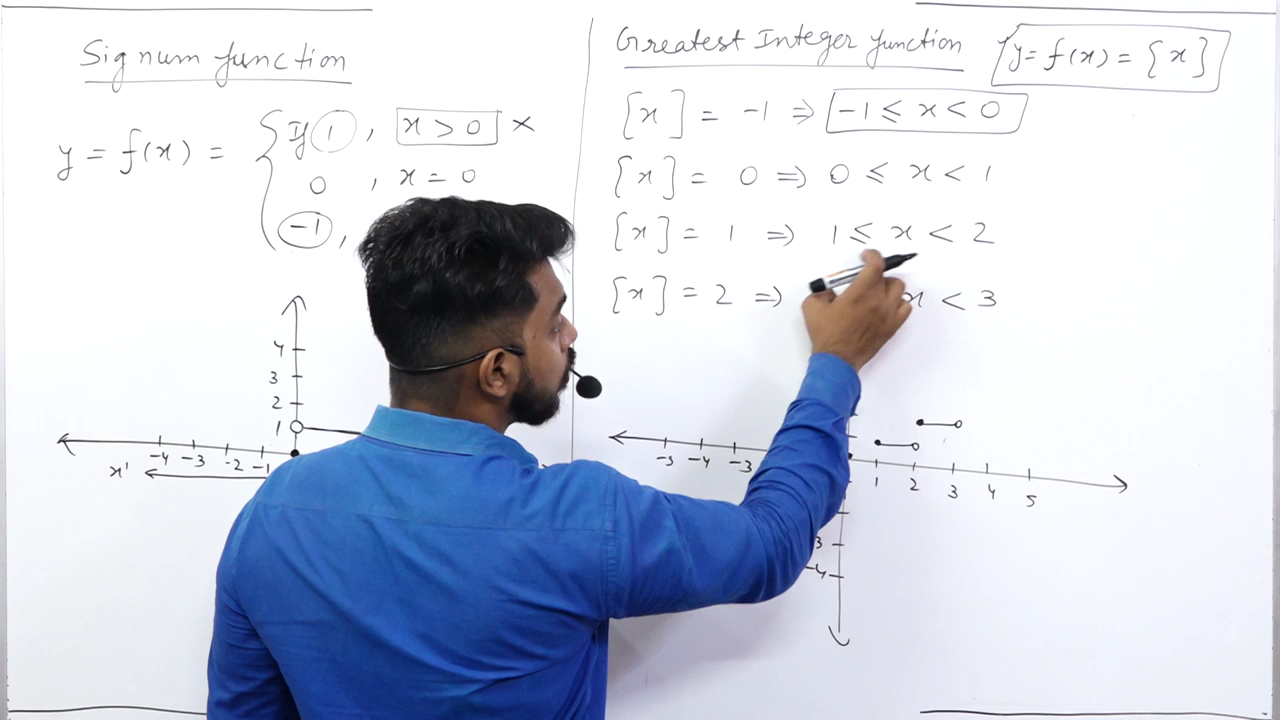 Signum function
y = f(x) = { If 1 , x > 0 ×
0 , x = 0
-1 ,
4
3
2
1
-4 -3 -2 -1
x'
Greatest Integer function
y = f(x) = [x]
[x] = -1 ⇒ -1 ≤ x < 0
[x] = 0 ⇒ 0 ≤ x < 1
[x] = 1 ⇒ 1 ≤ x < 2
[x] = 2 ⇒ x < 3
-5 -4 -3 1 2 3 4 5
3
-4